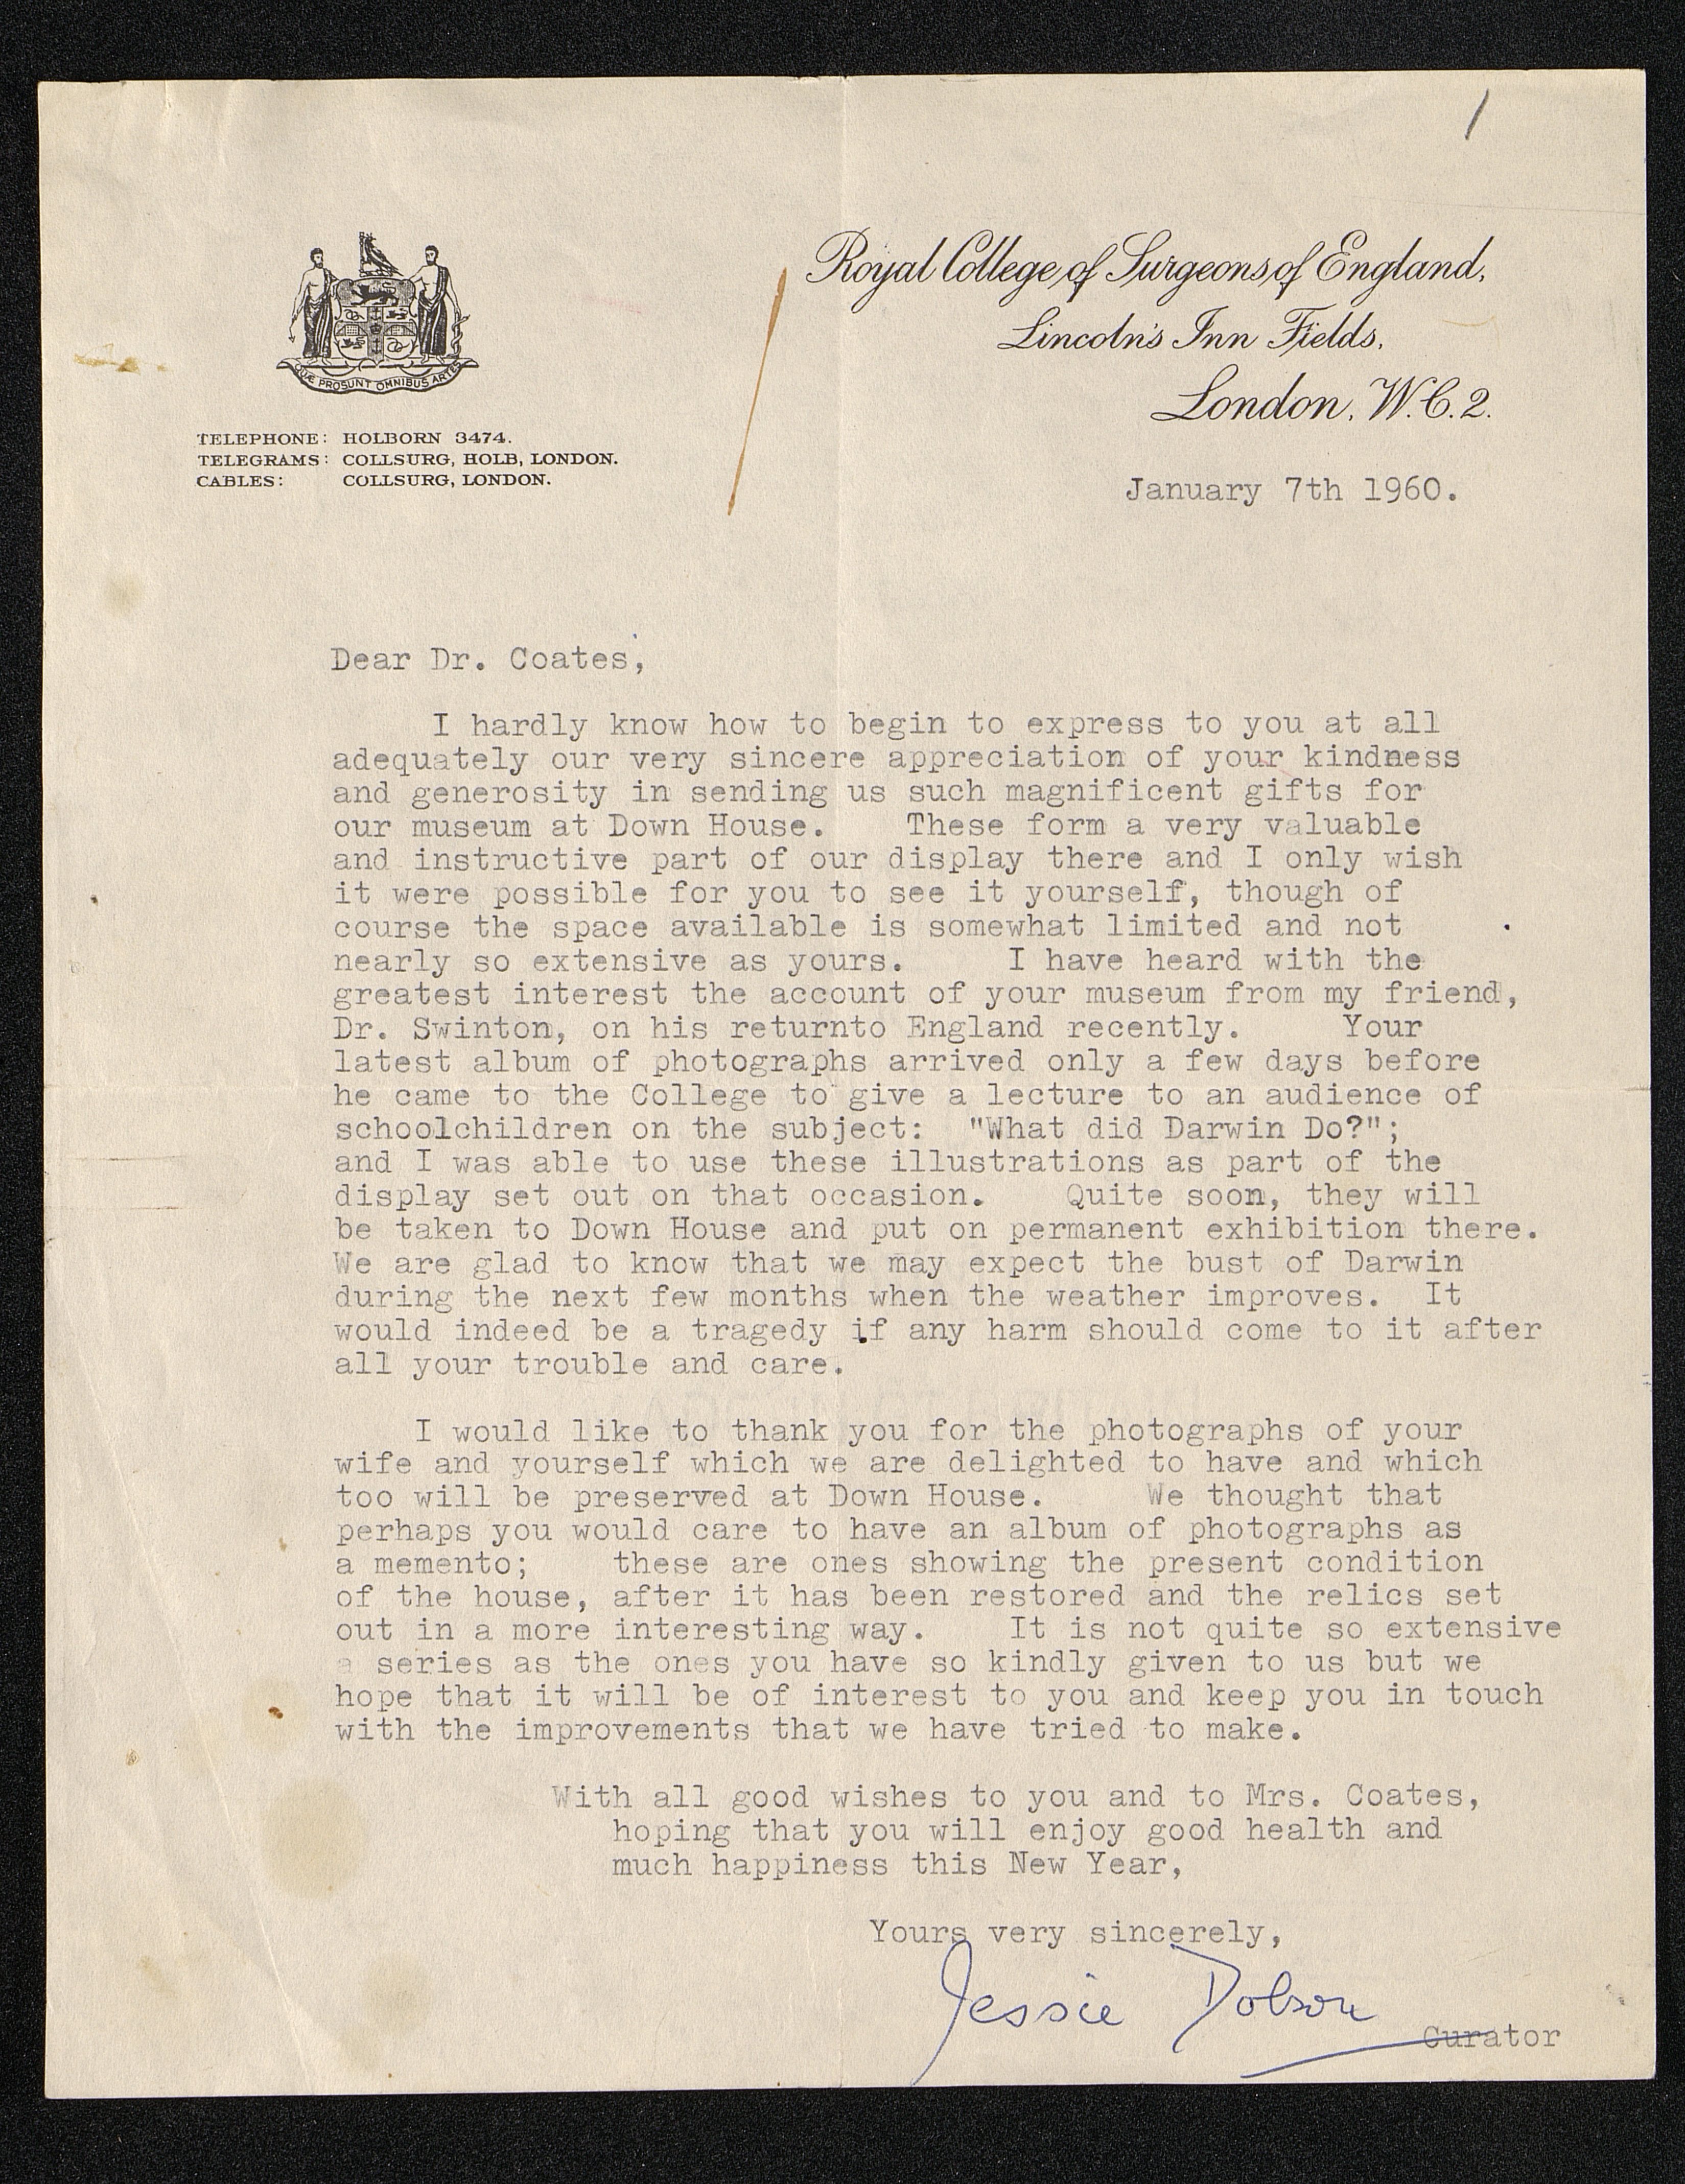 1
Royal College of Surgeons of England,
Lincoln's Inn Fields,
London, W.C.2.
QUÆ PROSUNT OMNIBUS ARTES
TELEPHONE: HOLBORN 3474.
TELEGRAMS: COLLSURG, HOLB, LONDON.
CABLES: COLLSURG, LONDON.
January 7th 1960.
Dear Dr. Coates,
I hardly know how to begin to express to you at all
adequately our very sincere appreciation of your kindness
and generosity in sending us such magnificent gifts for
our museum at Down House. These form a very valuable
and instructive part of our display there and I only wish
it were possible for you to see it yourself, though of
course the space available is somewhat limited and not
nearly so extensive as yours. I have heard with the
greatest interest the account of your museum from my friend,
Dr. Swinton, on his returnto England recently. Your
latest album of photographs arrived only a few days before
he came to the College to give a lecture to an audience of
schoolchildren on the subject: "What did Darwin Do?";
and I was able to use these illustrations as part of the
display set out on that occasion. Quite soon, they will
be taken to Down House and put on permanent exhibition there.
We are glad to know that we may expect the bust of Darwin
during the next few months when the weather improves. It
would indeed be a tragedy if any harm should come to it after
all your trouble and care.
I would like to thank you for the photographs of your
wife and yourself which we are delighted to have and which
too will be preserved at Down House. We thought that
perhaps you would care to have an album of photographs as
a memento; these are ones showing the present condition
of the house, after it has been restored and the relics set
out in a more interesting way. It is not quite so extensive
a series as the ones you have so kindly given to us but we
hope that it will be of interest to you and keep you in touch
with the improvements that we have tried to make.
With all good wishes to you and to Mrs. Coates,
hoping that you will enjoy good health and
much happiness this New Year,
Yours very sincerely,
Jessie Dobson
Curator